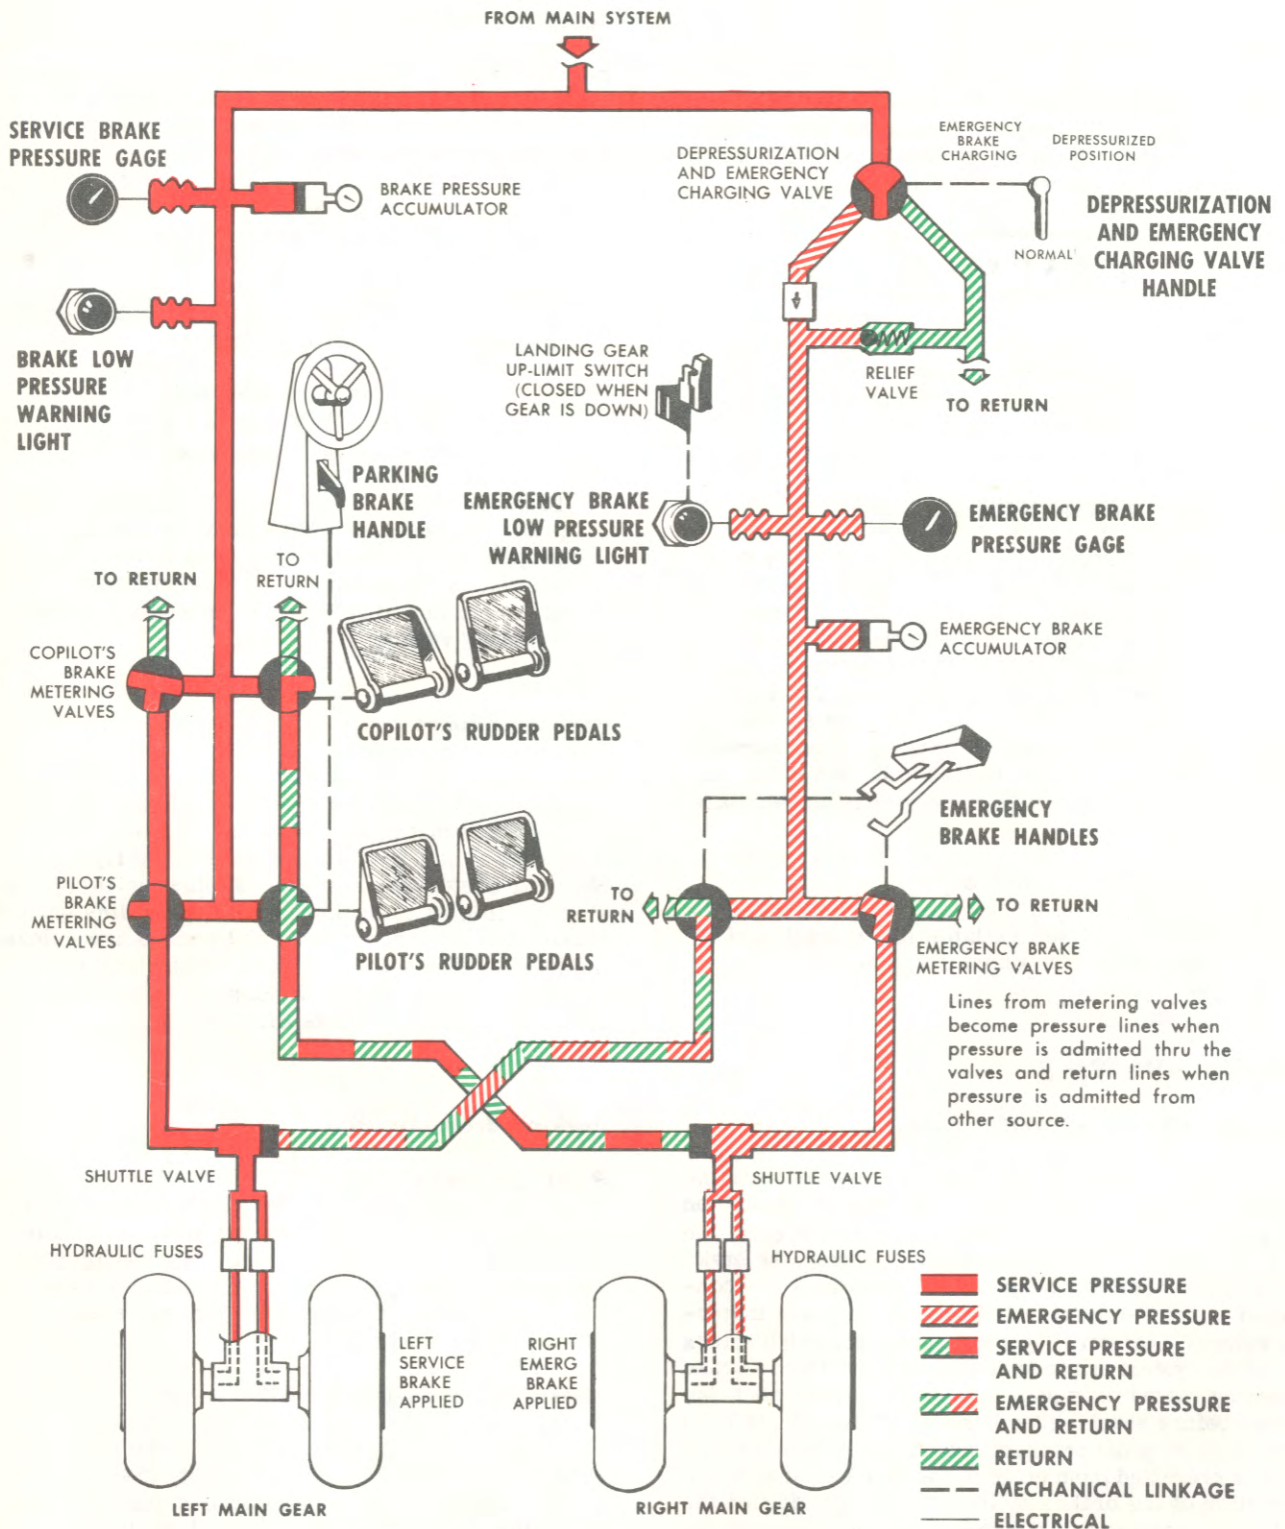 FROM MAIN SYSTEM
SERVICE BRAKE
PRESSURE GAGE
BRAKE PRESSURE
ACCUMULATOR
DEPRESSURIZATION
AND EMERGENCY
CHARGING VALVE
EMERGENCY
BRAKE
CHARGING
DEPRESSURIZED
POSITION
NORMAL
DEPRESSURIZATION
AND EMERGENCY
CHARGING VALVE
HANDLE
BRAKE LOW
PRESSURE
WARNING
LIGHT
LANDING GEAR
UP-LIMIT SWITCH
(CLOSED WHEN
GEAR IS DOWN)
RELIEF
VALVE
TO RETURN
PARKING
BRAKE
HANDLE
EMERGENCY BRAKE
LOW PRESSURE
WARNING LIGHT
EMERGENCY BRAKE
PRESSURE GAGE
TO RETURN
TO
RETURN
COPILOT'S
BRAKE
METERING
VALVES
EMERGENCY BRAKE
ACCUMULATOR
COPILOT'S RUDDER PEDALS
EMERGENCY
BRAKE HANDLES
PILOT'S
BRAKE
METERING
VALVES
PILOT'S RUDDER PEDALS
TO
RETURN
TO RETURN
EMERGENCY BRAKE
METERING VALVES
Lines from metering valves
become pressure lines when
pressure is admitted thru the
valves and return lines when
pressure is admitted from
other source.
SHUTTLE VALVE
SHUTTLE VALVE
HYDRAULIC FUSES
HYDRAULIC FUSES
LEFT
SERVICE
BRAKE
APPLIED
RIGHT
EMERG
BRAKE
APPLIED
LEFT MAIN GEAR
RIGHT MAIN GEAR
SERVICE PRESSURE
EMERGENCY PRESSURE
SERVICE PRESSURE
AND RETURN
EMERGENCY PRESSURE
AND RETURN
RETURN
MECHANICAL LINKAGE
ELECTRICAL